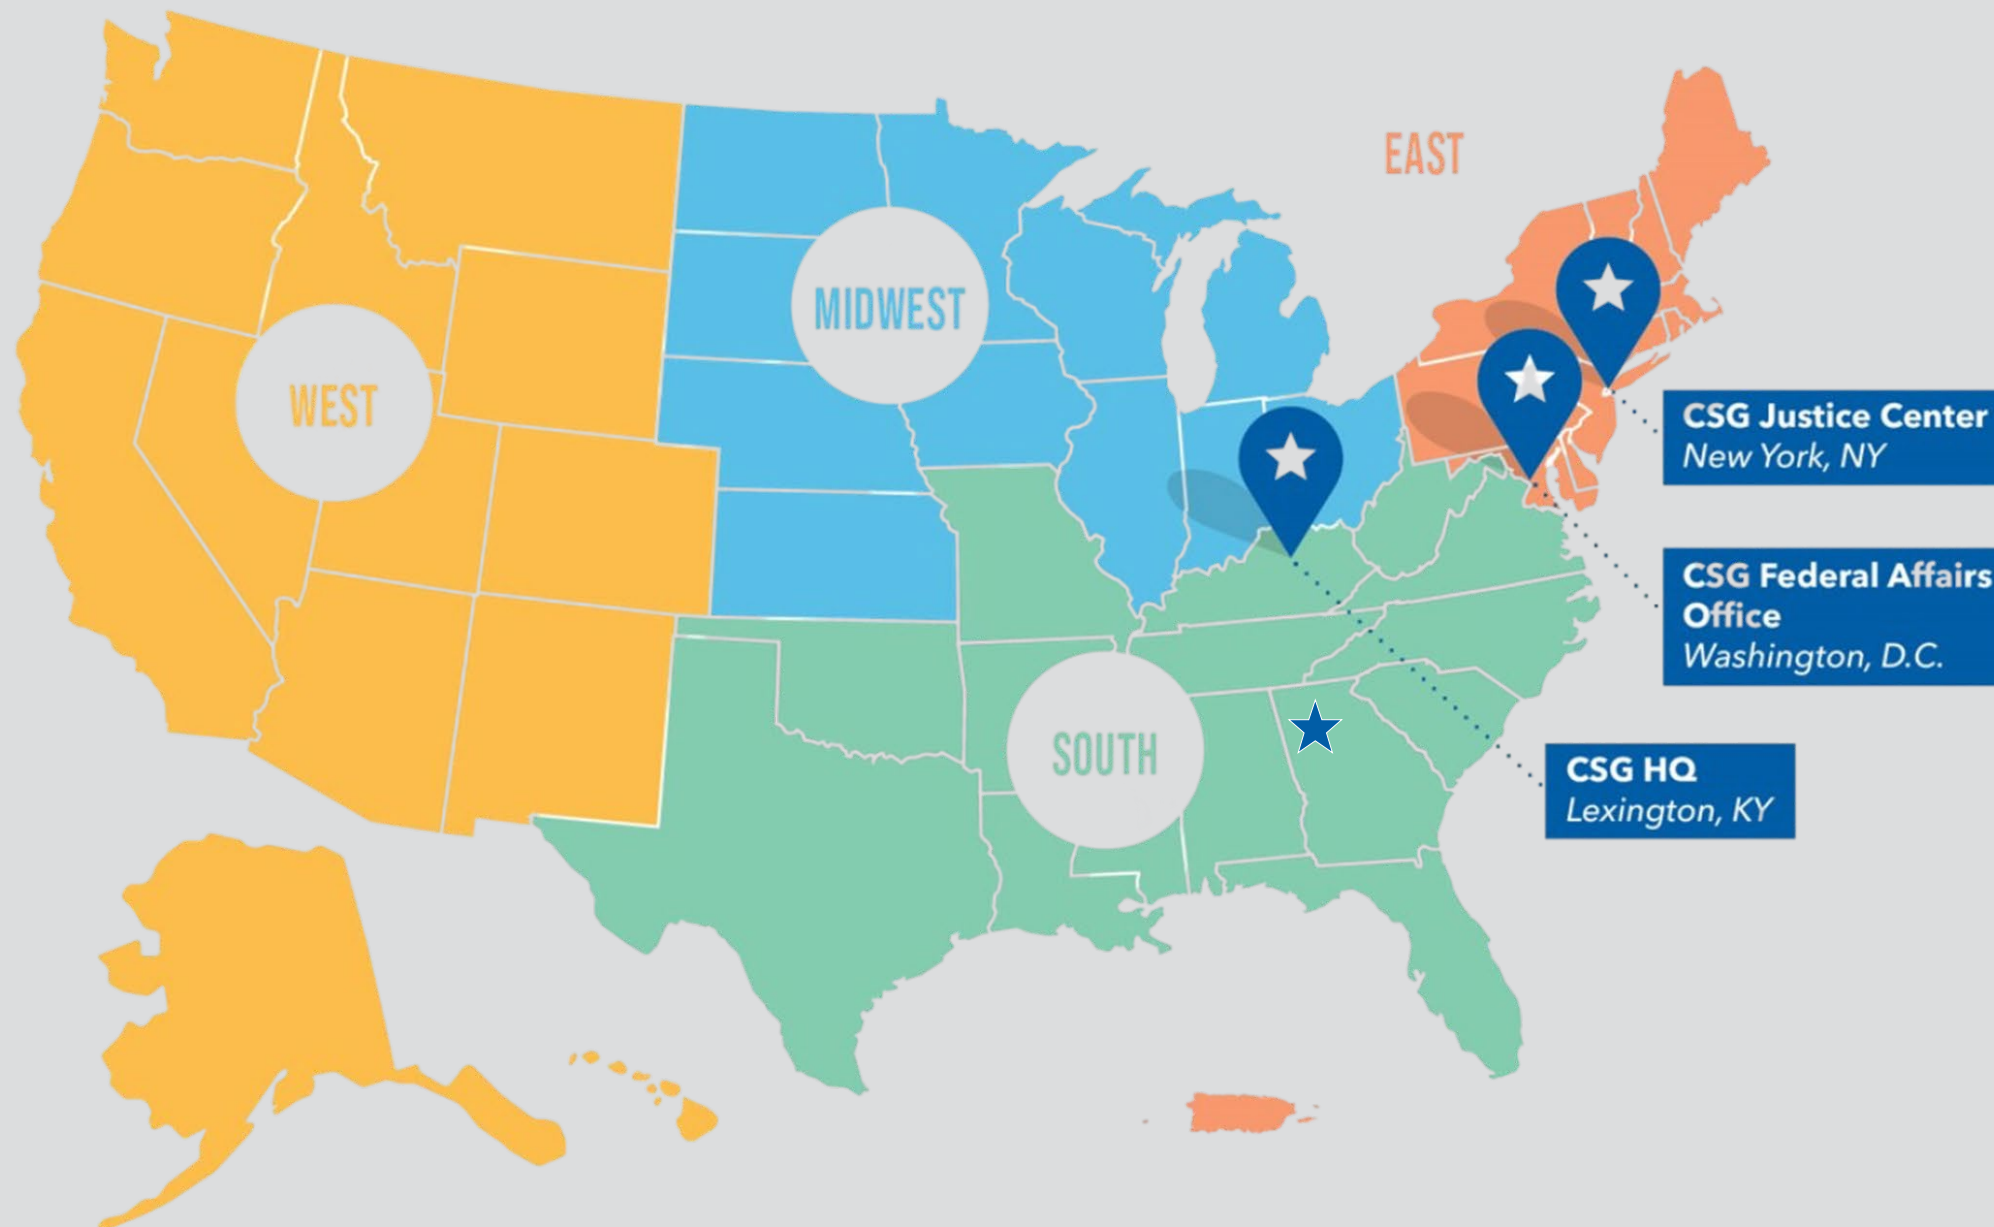 EAST
MIDWEST
WEST
CSG Justice Center
New York, NY
CSG Federal Affairs
Office
Washington, D.C.
SOUTH
CSG HQ
Lexington, KY